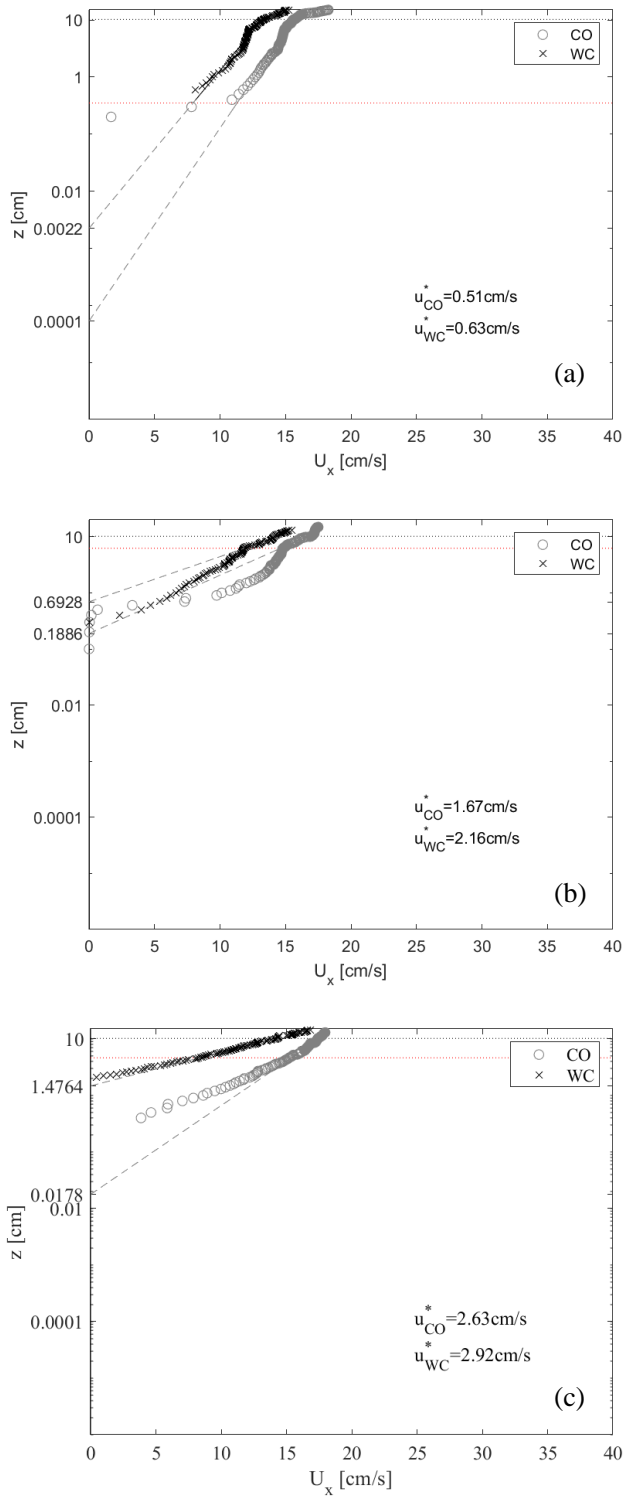 10
1
0.01
0.0022
0.0001
z [cm]
CO
WC
u*CO=0.51cm/s
u*WC=0.63cm/s
(a)
0 5 10 15 20 25 30 35 40
Ux [cm/s]
10
0.6928
0.1886
0.01
0.0001
z [cm]
CO
WC
u*CO=1.67cm/s
u*WC=2.16cm/s
(b)
0 5 10 15 20 25 30 35 40
Ux [cm/s]
10
1.4764
0.0178
0.01
0.0001
z [cm]
CO
WC
u*CO=2.63cm/s
u*WC=2.92cm/s
(c)
0 5 10 15 20 25 30 35 40
Ux [cm/s]